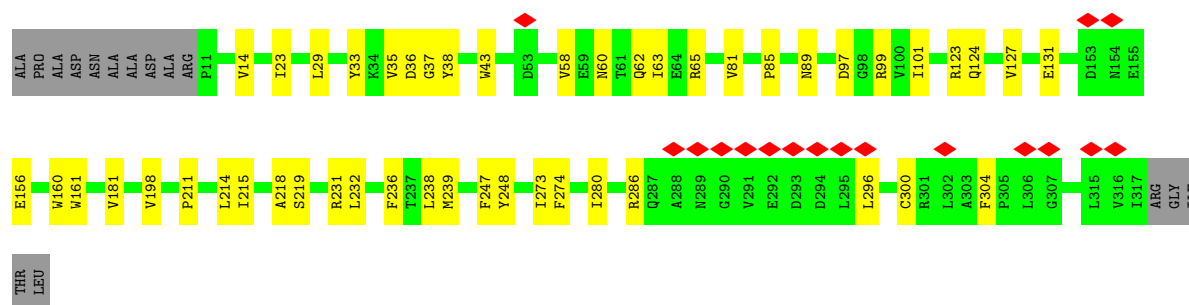 ALA PRO ALA ASP ASN ALA ALA ASP ALA ARG P11 V14 I23 L29 Y33 K34 V35 D36 G37 Y38 W43 D53 V58 E59 N60 T61 Q62 I63 E64 R65 V81 P85 N89 D97 G98 R99 V100 I101 R123 Q124 V127 E131 D153 N154 E155
E156 W160 W161 V181 V198 P211 L214 I215 A218 S219 R231 L232 F236 T237 L238 M239 F247 Y248 I273 F274 I280 R286 Q287 A288 N289 G290 V291 E292 D293 D294 L295 L296 C300 R301 L302 A303 F304 P305 L306 G307 L315 V316 I317 ARG GLY
THR LEU